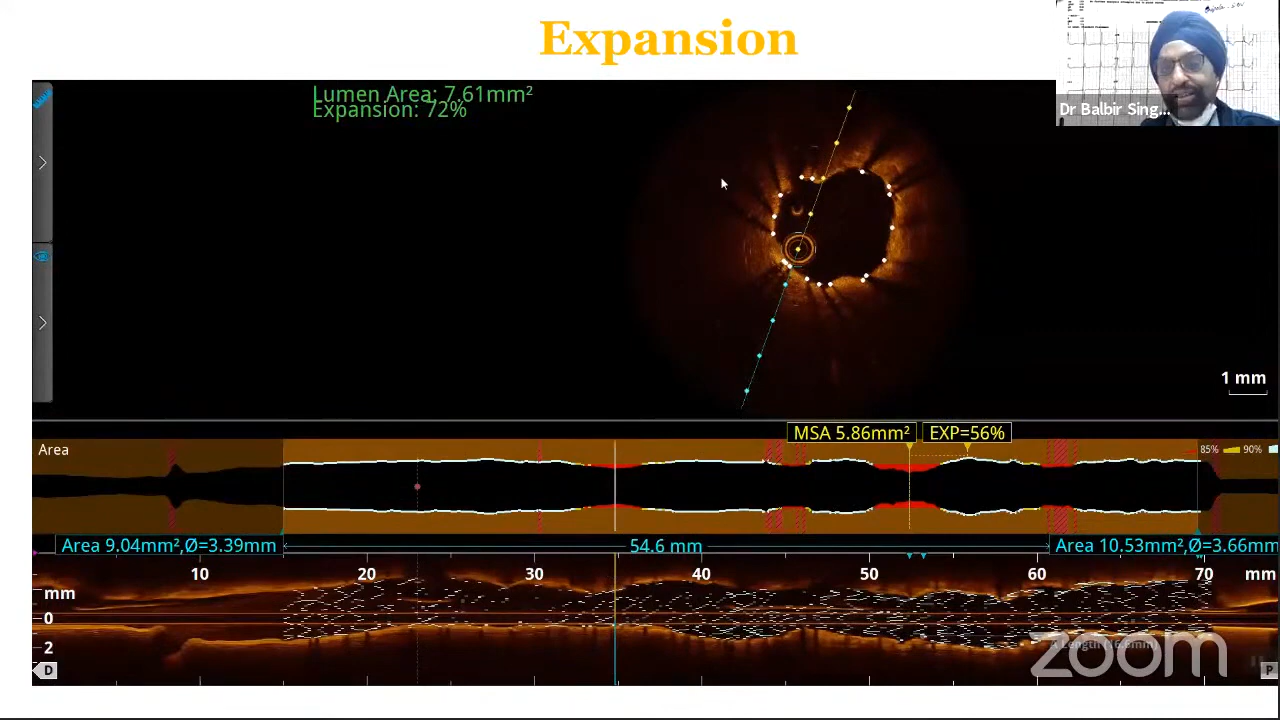 Expansion
Dr Balbir Sing...
Lumen Area: 7.61mm²
Expansion: 72%
1 mm
MSA 5.86mm²
EXP=56%
Area
85%
90%
Area 9.04mm²,Ø=3.39mm
54.6 mm
Area 10.53mm²,Ø=3.66mm
10 20 30 40 50 60 70 mm
mm
0
2
D
P
zoom